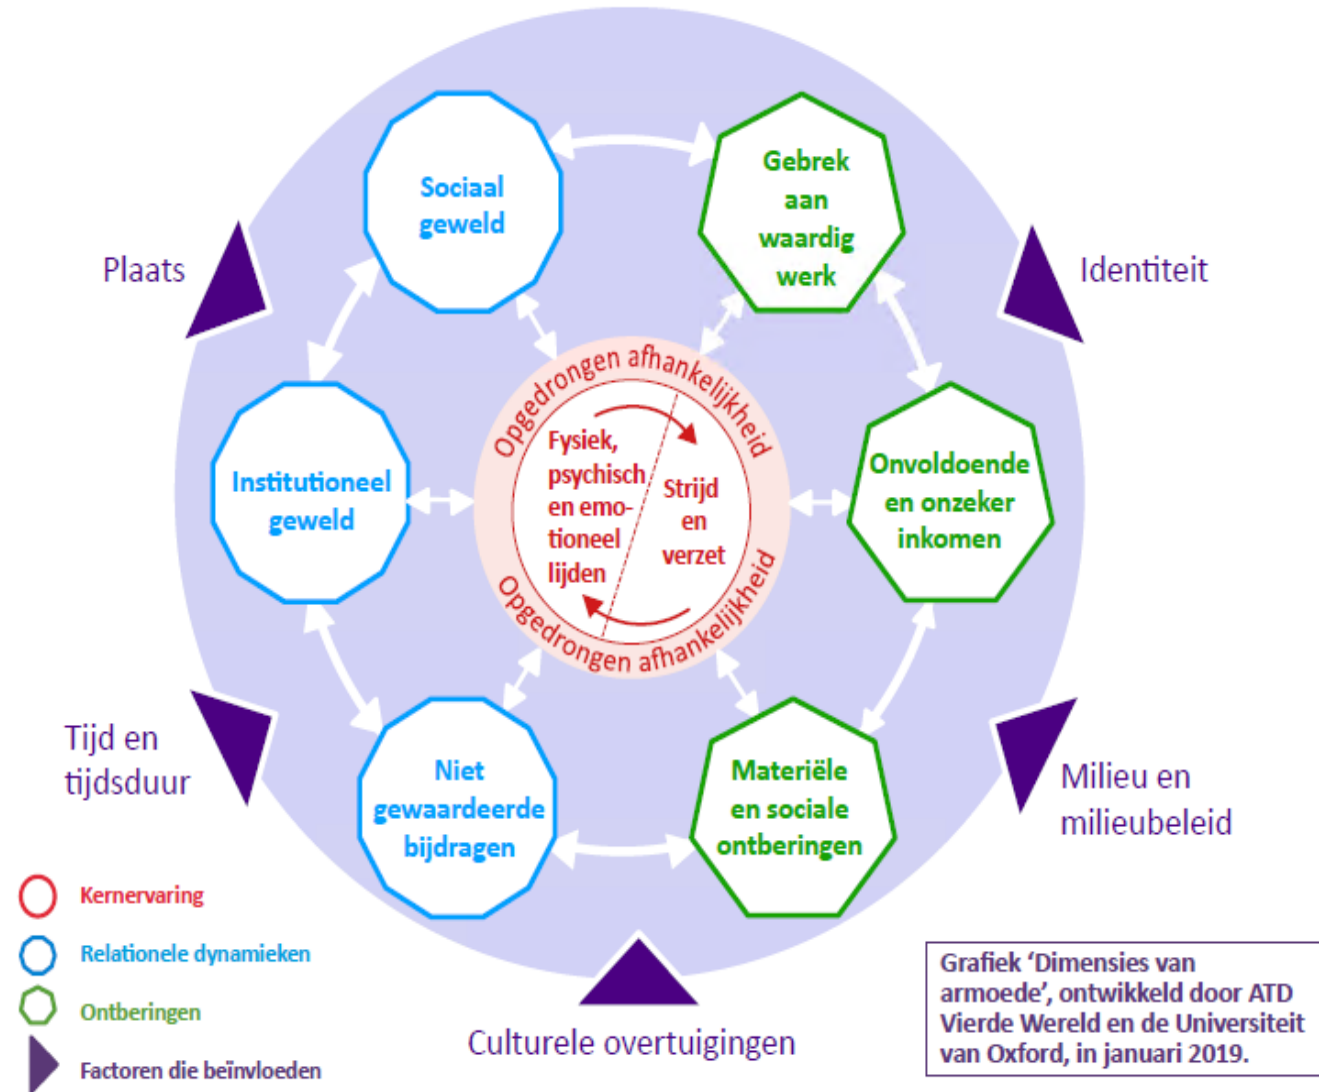 Sociaal
geweld
Gebrek
aan
waardig
werk
Plaats
Identiteit
Opgedrongen afhankelijkheid
Fysiek,
psychisch
en emo-
tioneel
lijden
Strijd
en
verzet
Opgedrongen afhankelijkheid
Institutioneel
geweld
Onvoldoende
en onzeker
inkomen
Tijd en
tijdsduur
Niet
gewaardeerde
bijdragen
Materiële
en sociale
ontberingen
Milieu en
milieubeleid
Culturele overtuigingen
Kernervaring
Relationele dynamieken
Ontberingen
Factoren die beïnvloeden
Grafiek ‘Dimensies van
armoede’, ontwikkeld door ATD
Vierde Wereld en de Universiteit
van Oxford, in januari 2019.